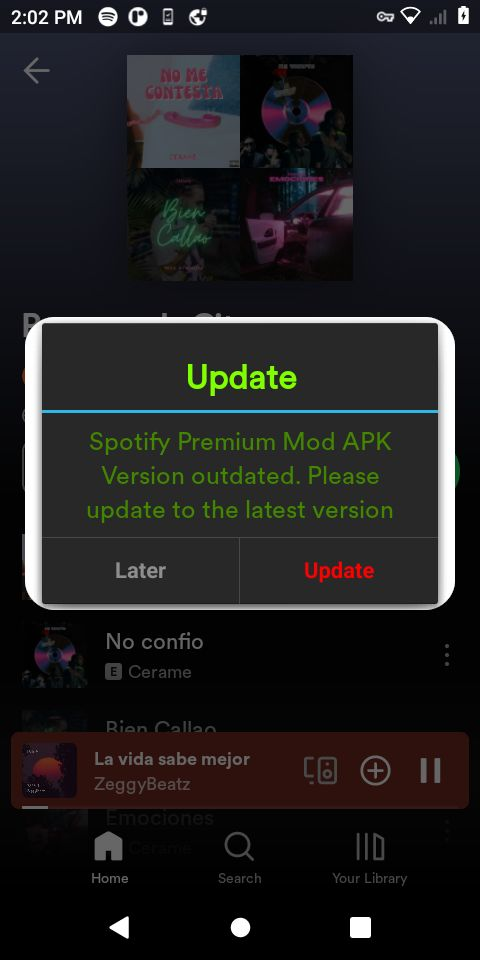 2:02 PM
NO ME
CONTESTA
CERAME
EMOCIONES
Bien
Callao
Update
Spotify Premium Mod APK
Version outdated. Please
update to the latest version
Later
Update
No confio
E Cerame
Bien Callao
La vida sabe mejor
ZeggyBeatz
Emociones
Cerame
Home
Search
Your Library